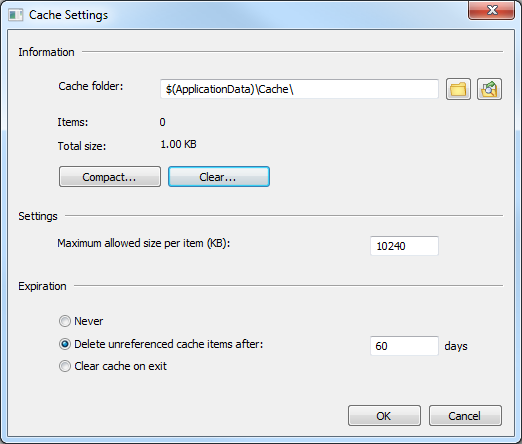 Cache Settings
Information
Cache folder: $(ApplicationData)\Cache\
Items: 0
Total size: 1.00 KB
Compact... Clear...
Settings
Maximum allowed size per item (KB): 10240
Expiration
Never
Delete unreferenced cache items after: 60 days
Clear cache on exit
OK Cancel